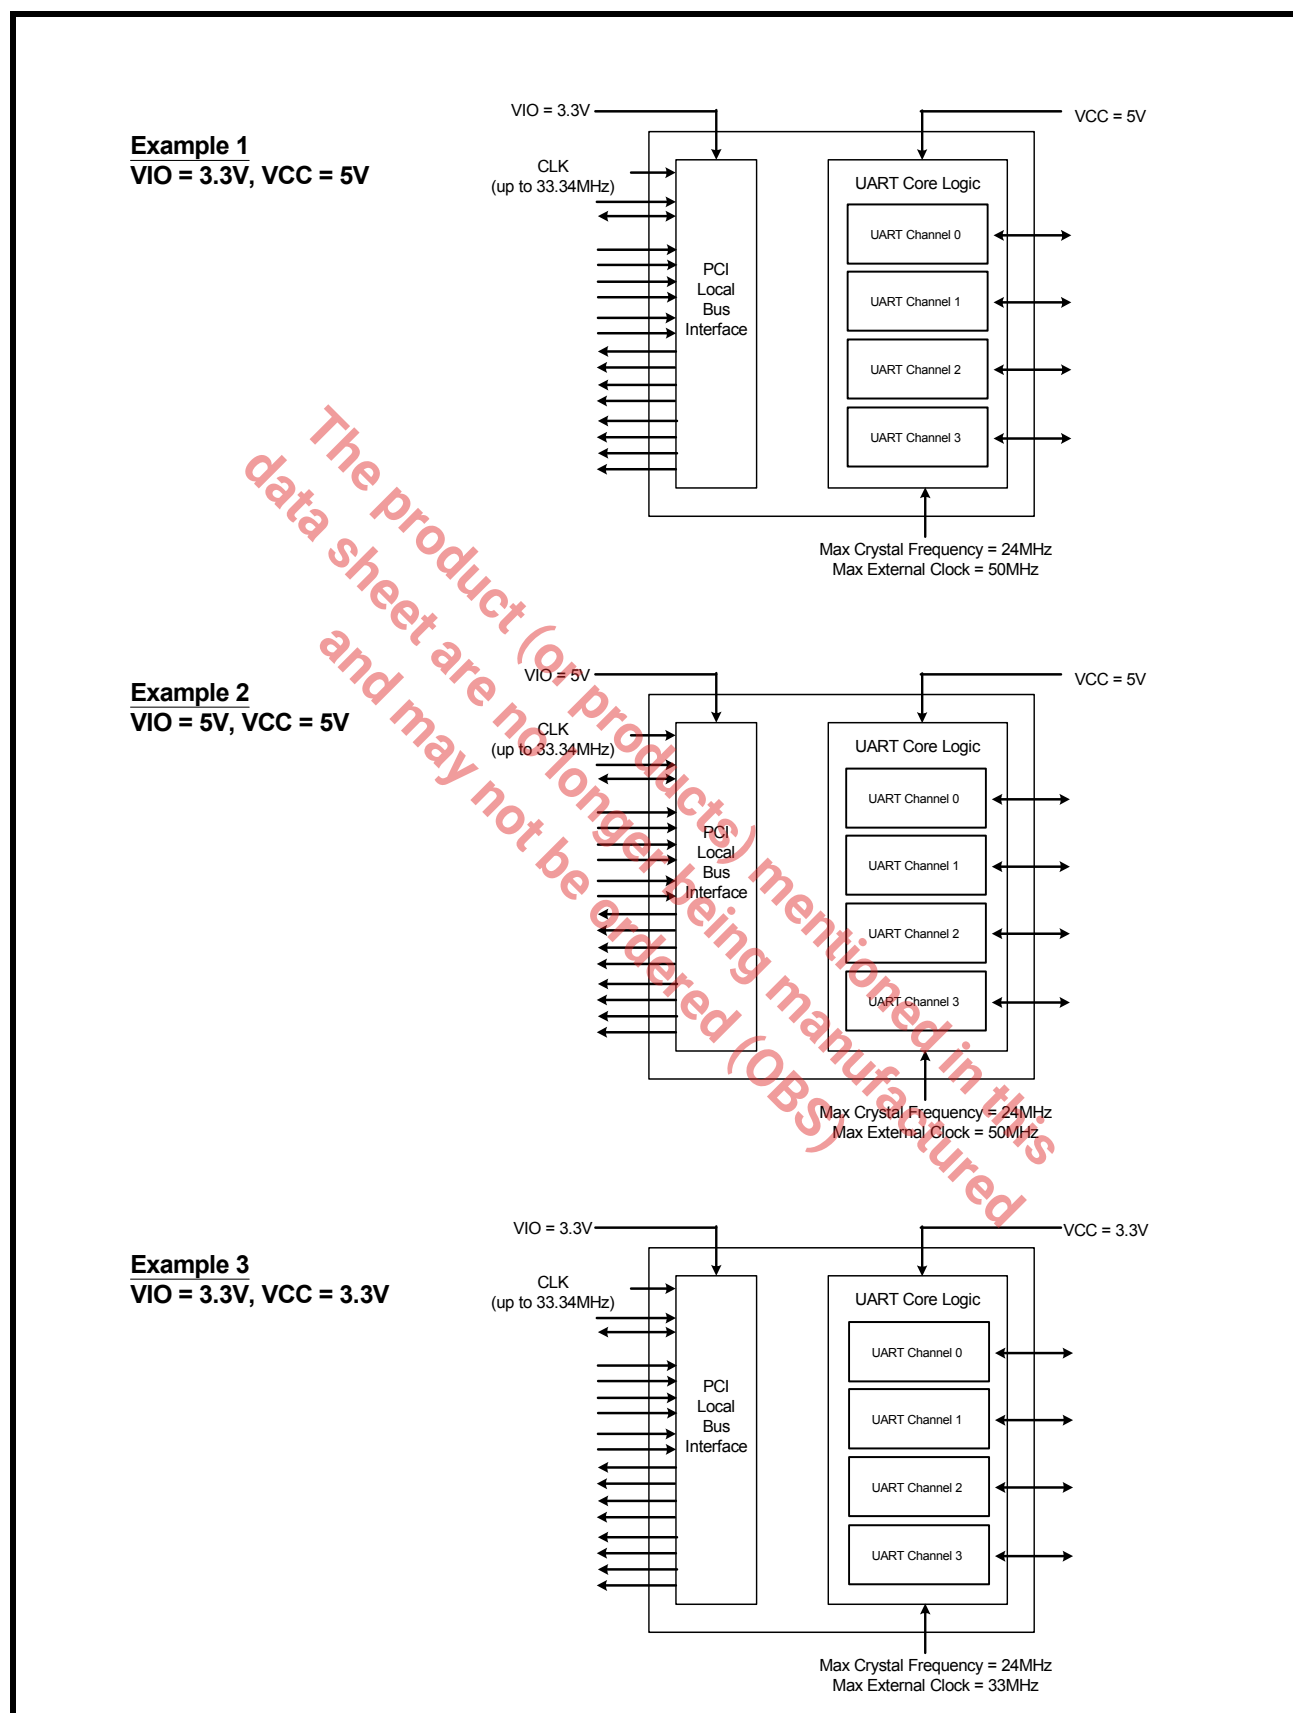 Example 1
VIO = 3.3V, VCC = 5V
VIO = 3.3V
VCC = 5V
CLK
(up to 33.34MHz)
PCI
Local
Bus
Interface
UART Core Logic
UART Channel 0
UART Channel 1
UART Channel 2
UART Channel 3
Max Crystal Frequency = 24MHz
Max External Clock = 50MHz
Example 2
VIO = 5V, VCC = 5V
VIO = 5V
VCC = 5V
CLK
(up to 33.34MHz)
PCI
Local
Bus
Interface
UART Core Logic
UART Channel 0
UART Channel 1
UART Channel 2
UART Channel 3
Max Crystal Frequency = 24MHz
Max External Clock = 50MHz
Example 3
VIO = 3.3V, VCC = 3.3V
VIO = 3.3V
VCC = 3.3V
CLK
(up to 33.34MHz)
PCI
Local
Bus
Interface
UART Core Logic
UART Channel 0
UART Channel 1
UART Channel 2
UART Channel 3
Max Crystal Frequency = 24MHz
Max External Clock = 33MHz
The product (or products) mentioned in this
data sheet are no longer being manufactured
and may not be ordered (OBS)